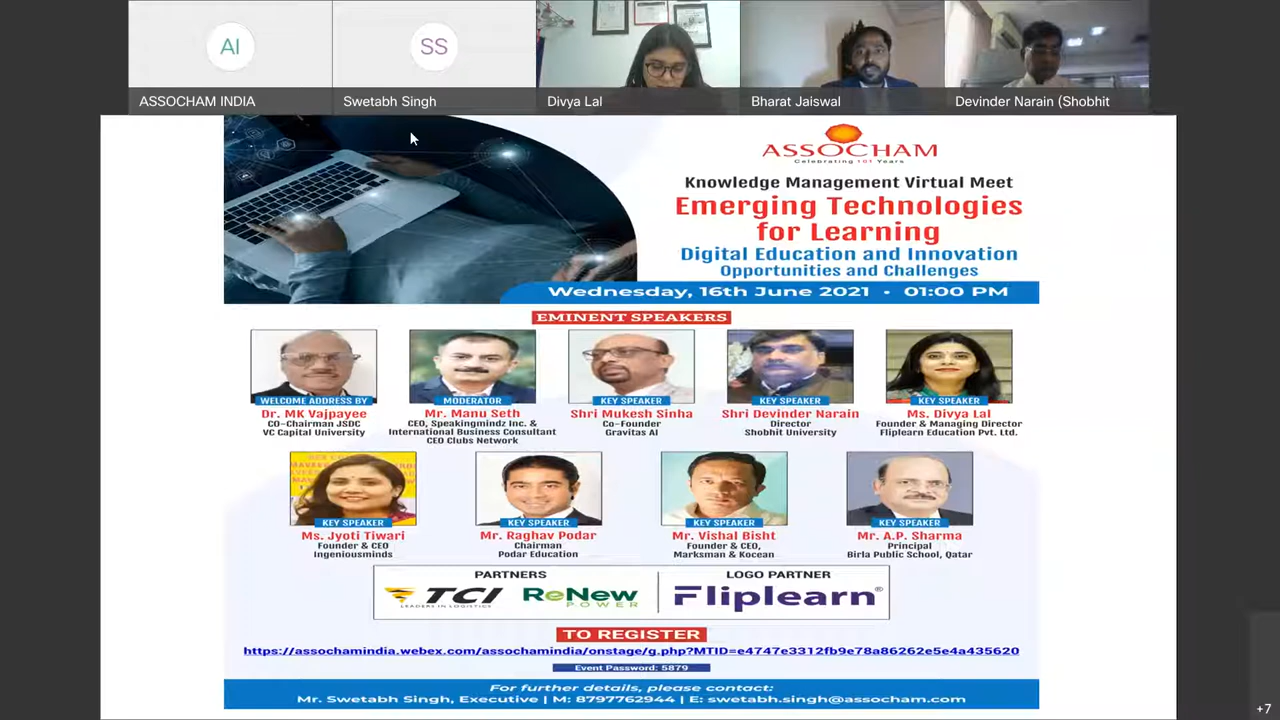 AI
SS
ASSOCHAM INDIA
Swetabh Singh
Divya Lal
Bharat Jaiswal
Devinder Narain (Shobhit
ASSOCHAM
Celebrating 101 Years
Knowledge Management Virtual Meet
Emerging Technologies
for Learning
Digital Education and Innovation
Opportunities and Challenges
Wednesday, 16th June 2021 • 01:00 PM
EMINENT SPEAKERS
WELCOME ADDRESS BY
Dr. MK Vajpayee
CO-Chairman JSDC
VC Capital University
MODERATOR
Mr. Manu Seth
CEO, Speakingmindz Inc. &
International Business Consultant
CEO Clubs Network
KEY SPEAKER
Shri Mukesh Sinha
Co-Founder
Gravitas AI
KEY SPEAKER
Shri Devinder Narain
Director
Shobhit University
KEY SPEAKER
Ms. Divya Lal
Founder & Managing Director
Fliplearn Education Pvt. Ltd.
KEY SPEAKER
Ms. Jyoti Tiwari
Founder & CEO
Ingeniousminds
KEY SPEAKER
Mr. Raghav Podar
Chairman
Podar Education
KEY SPEAKER
Mr. Vishal Bisht
Founder & CEO,
Marksman & Kocean
KEY SPEAKER
Mr. A.P. Sharma
Principal
Birla Public School, Qatar
PARTNERS
TCI
LEADERS IN LOGISTICS
ReNew
POWER
LOGO PARTNER
Fliplearn®
TO REGISTER
https://assochamindia.webex.com/assochamindia/onstage/g.php?MTID=e4747e3312fb9e78a86262e5e4a435620
Event Password: 5879
For further details, please contact:
Mr. Swetabh Singh, Executive | M: 8797762944 | E: swetabh.singh@assocham.com
+7